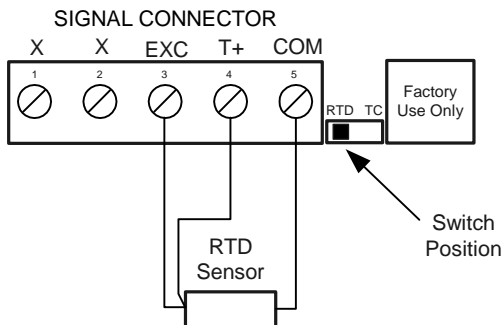 SIGNAL CONNECTOR
X X EXC T+ COM
1 2 3 4 5
RTD TC
Factory
Use Only
Switch
Position
RTD
Sensor